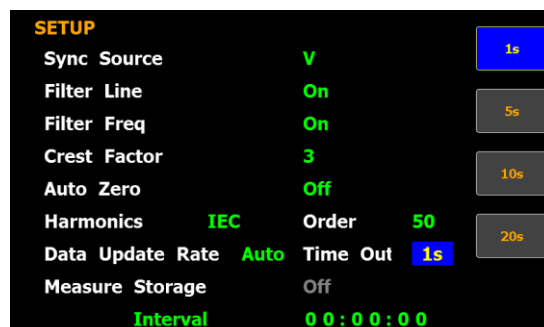 SETUP
Sync Source V
Filter Line On
Filter Freq On
Crest Factor 3
Auto Zero Off
Harmonics IEC Order 50
Data Update Rate Auto Time Out 1s
Measure Storage Off
Interval 00:00:00
1s
5s
10s
20s